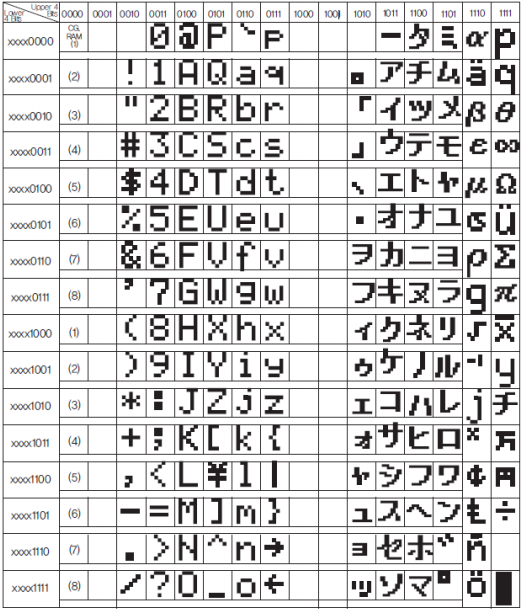 Upper 4 Bits
Lower 4 Bits 0000 0001 0010 0011 0100 0101 0110 0111 1000 1001 1010 1011 1100 1101 1110 1111
xxxx0000 CG RAM (1) 0 @ P ` p ー タ ミ α p
xxxx0001 (2) ! 1 A Q a q 。 ア チ ム ä q
xxxx0010 (3) " 2 B R b r 「 イ ツ メ β θ
xxxx0011 (4) # 3 C S c s 」 ウ テ モ ε ∞
xxxx0100 (5) $ 4 D T d t 、 エ ト ヤ μ Ω
xxxx0101 (6) % 5 E U e u ・ オ ナ ユ σ ü
xxxx0110 (7) & 6 F V f v ヲ カ ニ ヨ ρ Σ
xxxx0111 (8) ' 7 G W g w ァ キ ヌ ラ g π
xxxx1000 (1) ( 8 H X h x ィ ク ネ リ √ x̄
xxxx1001 (2) ) 9 I Y i y ゥ ケ ノ ル ⁻¹ y
xxxx1010 (3) * : J Z j z ェ コ ハ レ j 千
xxxx1011 (4) + ; K [ k { ォ サ ヒ ロ ˣ 万
xxxx1100 (5) , < L ¥ l | ャ シ フ ワ ¢ 円
xxxx1101 (6) - = M ] m } ュ ス ヘ ン £ ÷
xxxx1110 (7) . > N ^ n → ョ セ ホ ゛ ñ
xxxx1111 (8) / ? O _ o ← ッ ソ マ ゜ ö █